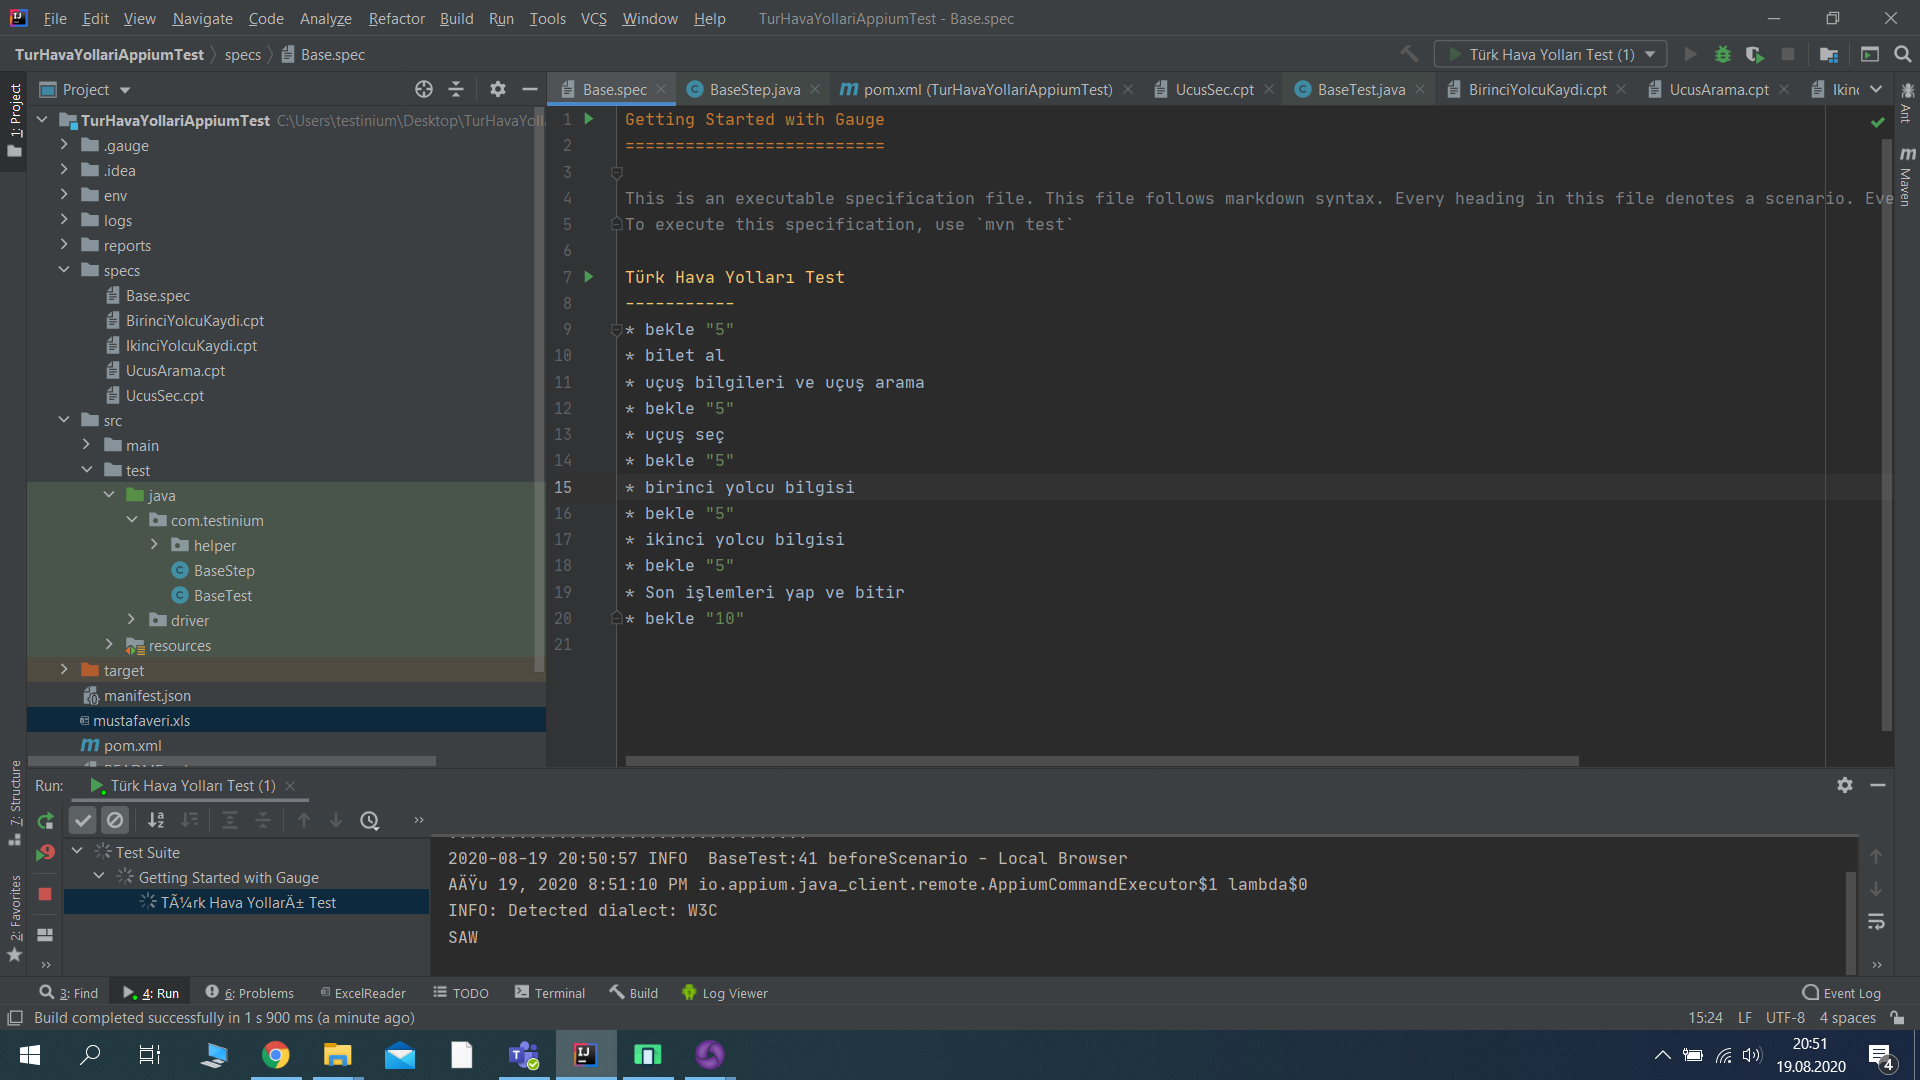 File Edit View Navigate Code Analyze Refactor Build Run Tools VCS Window Help TurHavaYollariAppiumTest - Base.spec
TurHavaYollariAppiumTest specs Base.spec
Türk Hava Yolları Test (1)
Project
Base.spec BaseStep.java pom.xml (TurHavaYollariAppiumTest) UcusSec.cpt BaseTest.java BirinciYolcuKaydi.cpt UcusArama.cpt
1: Project
7: Structure
2: Favorites
Ant
Maven
TurHavaYollariAppiumTest C:\Users\testinium\Desktop\TurHavaYoll
.gauge
.idea
env
logs
reports
specs
Base.spec
BirinciYolcuKaydi.cpt
IkinciYolcuKaydi.cpt
UcusArama.cpt
UcusSec.cpt
src
main
test
java
com.testinium
helper
BaseStep
BaseTest
driver
resources
target
manifest.json
mustafaveri.xls
pom.xml
1 Getting Started with Gauge
2 ==========================
3
4 This is an executable specification file. This file follows markdown syntax. Every heading in this file denotes a scenario. Eve
5 To execute this specification, use `mvn test`
6
7 Türk Hava Yolları Test
8 -----------
9 * bekle "5"
10 * bilet al
11 * uçuş bilgileri ve uçuş arama
12 * bekle "5"
13 * uçuş seç
14 * bekle "5"
15 * birinci yolcu bilgisi
16 * bekle "5"
17 * ikinci yolcu bilgisi
18 * bekle "5"
19 * Son işlemleri yap ve bitir
20 * bekle "10"
21
Run: Türk Hava Yolları Test (1)
Test Suite
Getting Started with Gauge
TÃ¼rk Hava YollarÄ± Test
2020-08-19 20:50:57 INFO  BaseTest:41 beforeScenario - Local Browser
AÄŸu 19, 2020 8:51:10 PM io.appium.java_client.remote.AppiumCommandExecutor$1 lambda$0
INFO: Detected dialect: W3C
SAW
3: Find 4: Run 6: Problems ExcelReader TODO Terminal Build Log Viewer Event Log
Build completed successfully in 1 s 900 ms (a minute ago) 15:24 LF UTF-8 4 spaces
20:51
19.08.2020
4